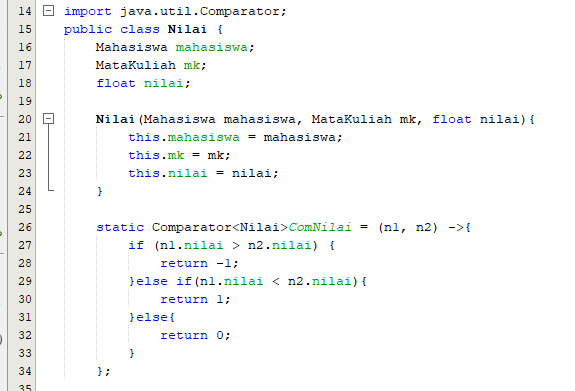 14 import java.util.Comparator;
15 public class Nilai {
16     Mahasiswa mahasiswa;
17     MataKuliah mk;
18     float nilai;
19
20     Nilai(Mahasiswa mahasiswa, MataKuliah mk, float nilai){
21         this.mahasiswa = mahasiswa;
22         this.mk = mk;
23         this.nilai = nilai;
24     }
25
26     static Comparator<Nilai>ComNilai = (n1, n2) ->{
27         if (n1.nilai > n2.nilai) {
28             return -1;
29         }else if(n1.nilai < n2.nilai){
30             return 1;
31         }else{
32             return 0;
33         }
34     };
35